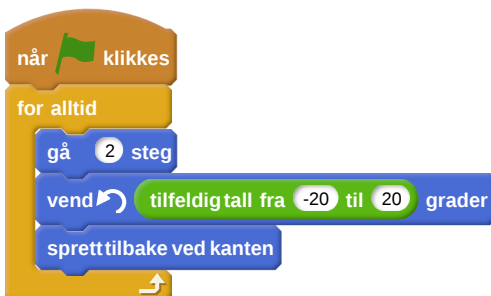 når klikkes
for alltid
gå 2 steg
vend tilfeldig tall fra -20 til 20 grader
sprett tilbake ved kanten